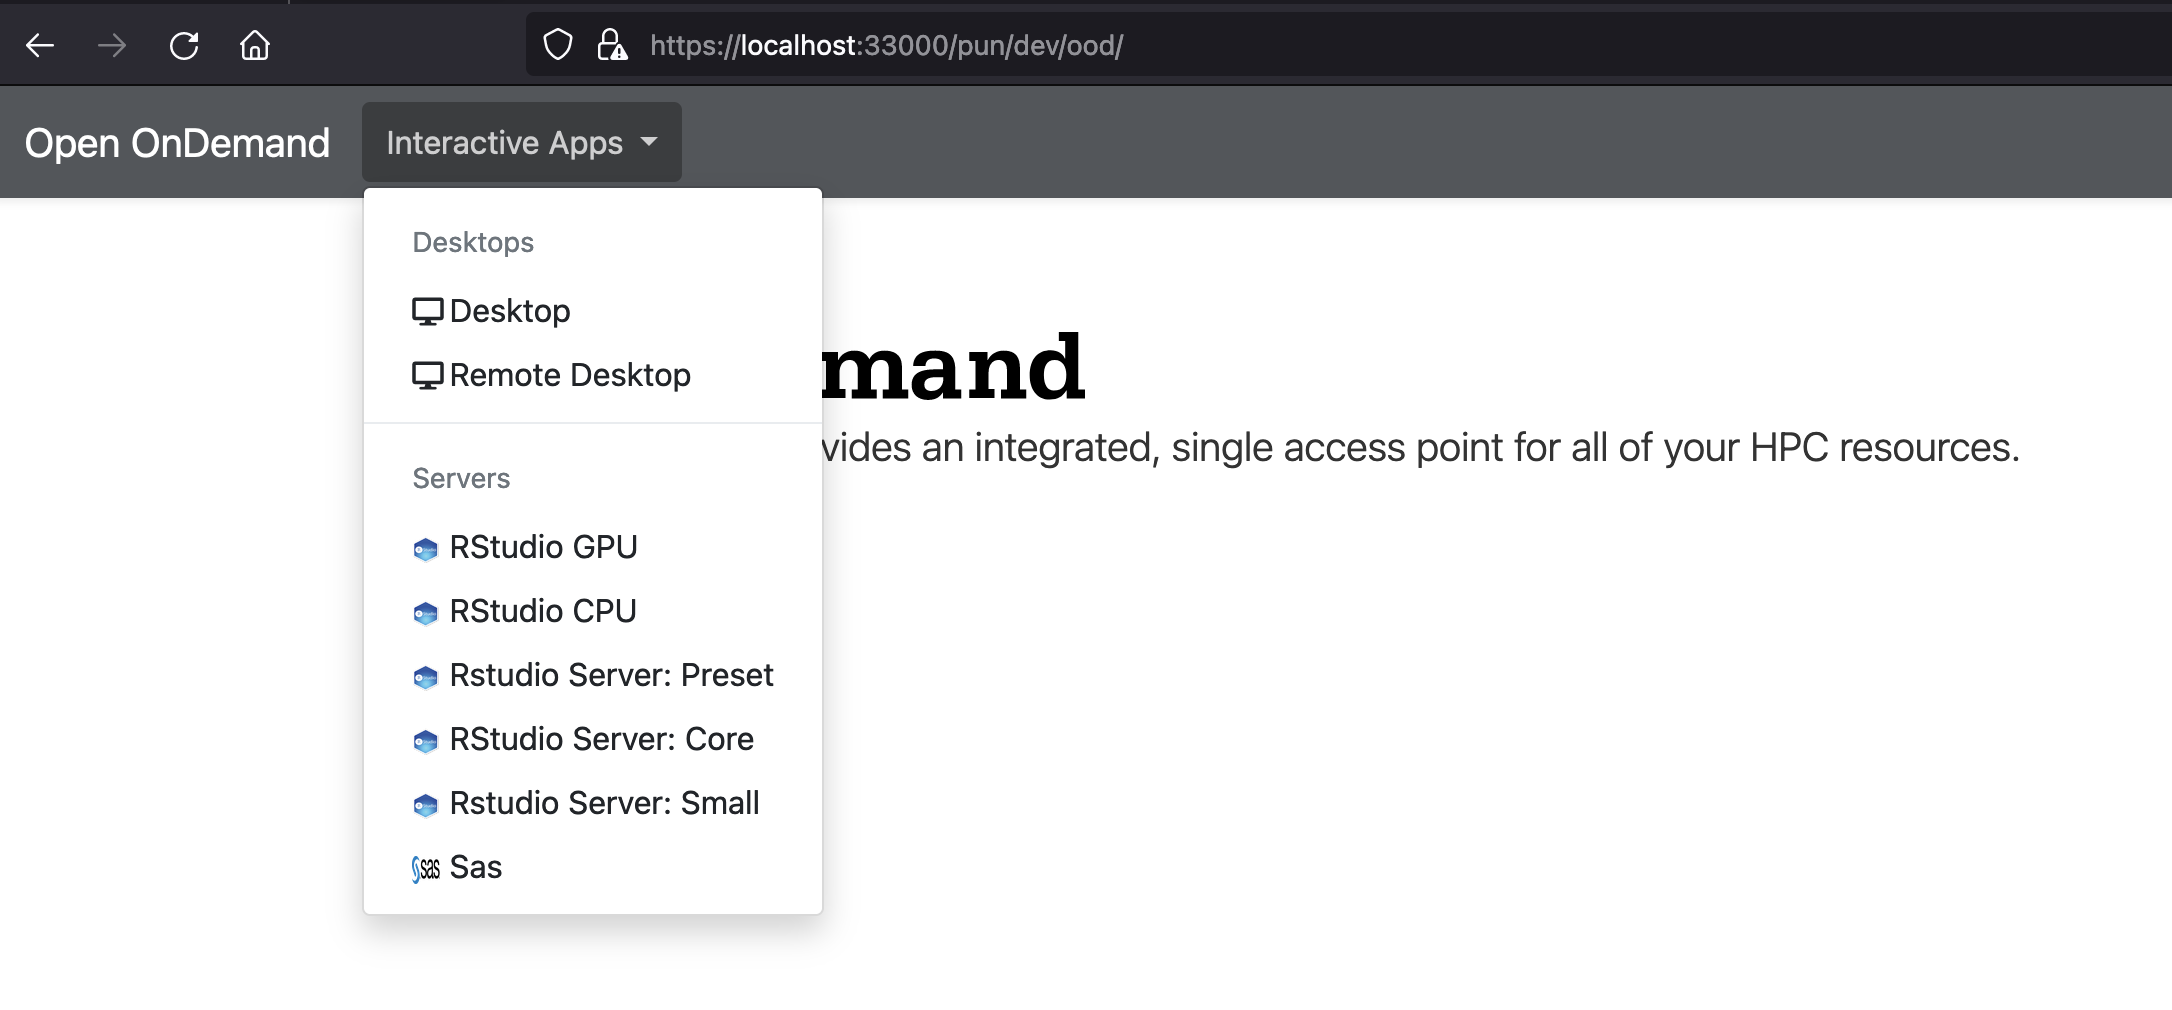 https://localhost:33000/pun/dev/ood/
Open OnDemand
Interactive Apps
Desktops
Desktop
Remote Desktop
mand
vides an integrated, single access point for all of your HPC resources.
Servers
RStudio GPU
RStudio CPU
Rstudio Server: Preset
RStudio Server: Core
Rstudio Server: Small
sas Sas